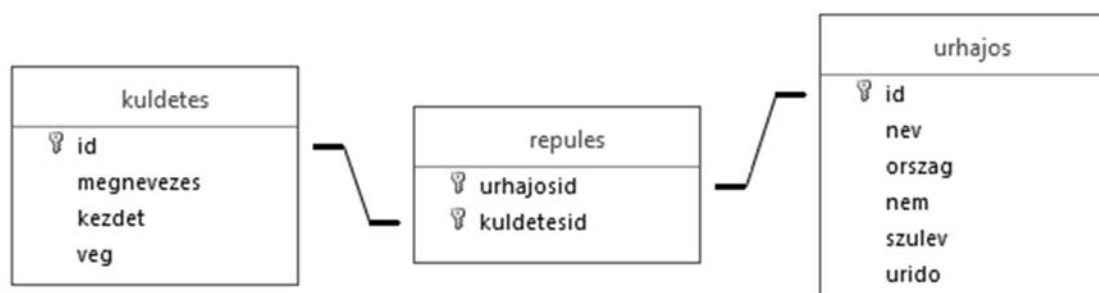 kuldetes
id
megnevezes
kezdet
veg
repules
urhajosid
kuldetesid
urhajos
id
nev
orszag
nem
szulev
urido